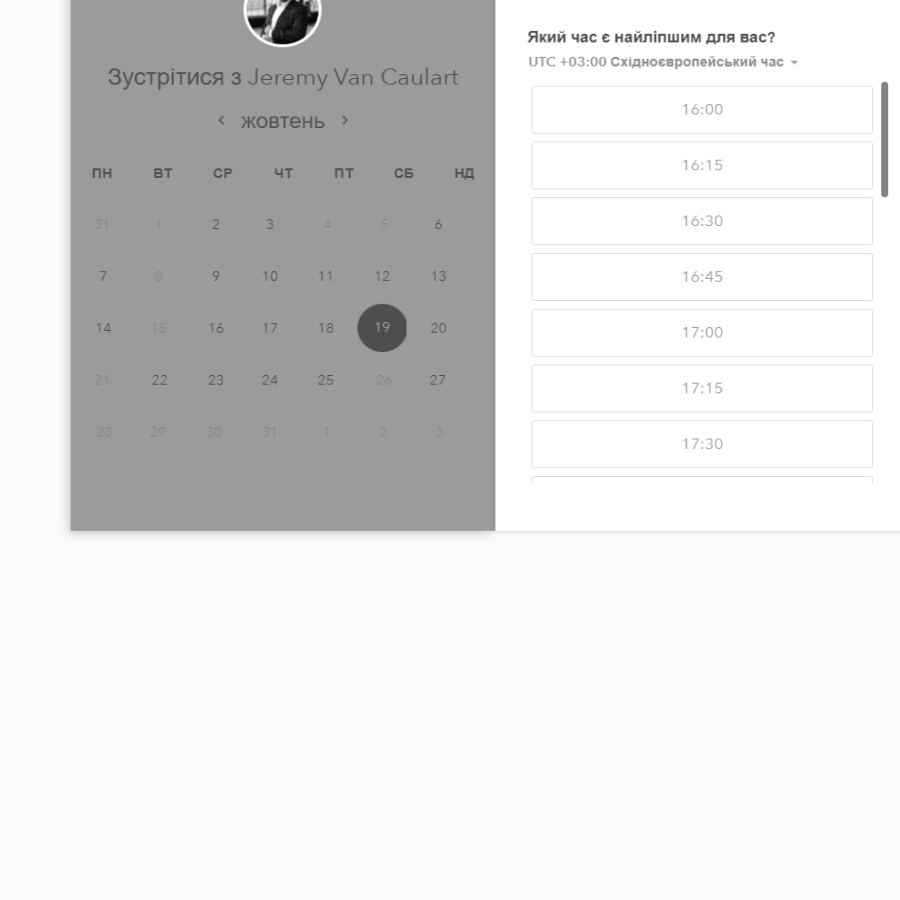 Зустрітися з Jeremy Van Caulart
жовтень
ПН ВТ СР ЧТ ПТ СБ НД
31 1 2 3 4 5 6
7 8 9 10 11 12 13
14 15 16 17 18 19 20
21 22 23 24 25 26 27
28 29 30 31 1 2 3
Який час є найліпшим для вас?
UTC +03:00 Східноєвропейський час
16:00
16:15
16:30
16:45
17:00
17:15
17:30